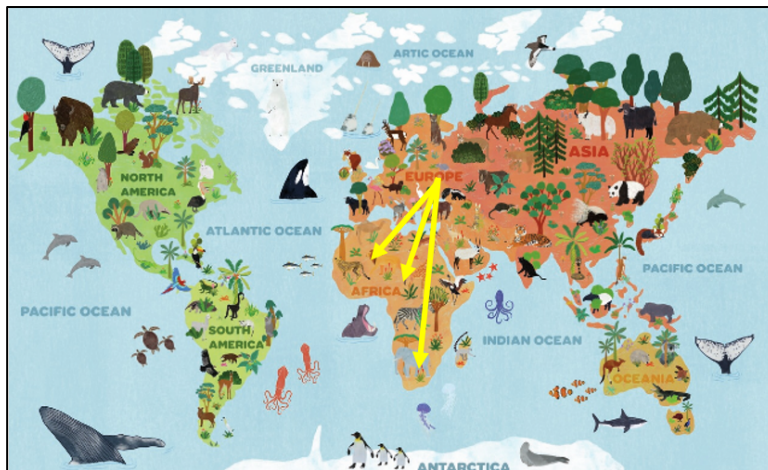 ARTIC OCEAN
GREENLAND
ASIA
NORTH
AMERICA
EUROPE
ATLANTIC OCEAN
PACIFIC OCEAN
AFRICA
PACIFIC OCEAN
SOUTH
AMERICA
INDIAN OCEAN
OCEANIA
ANTARCTICA